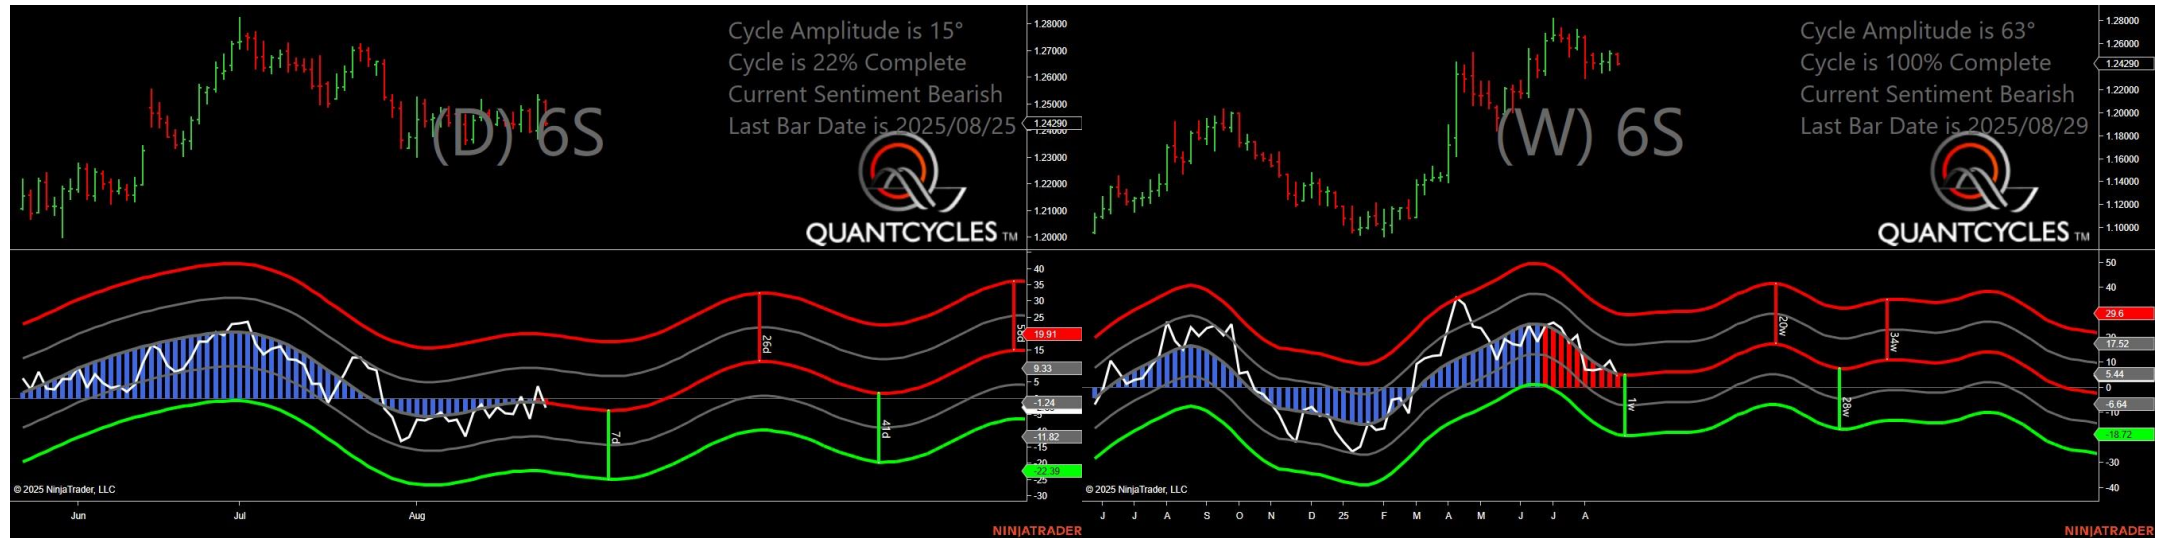 Cycle Amplitude is 15°
Cycle is 22% Complete
Current Sentiment Bearish
Last Bar Date is 2025/08/25
(D) 6S
QUANTCYCLES TM
1.28000
1.27000
1.26000
1.25000
1.24290
1.24000
1.23000
1.22000
1.21000
1.20000
40
35
30
25
19.91
15
9.33
5
-1.24
-5
-11.82
-15
-20
-22.39
-25
-30
7d
26d
41d
58d
© 2025 NinjaTrader, LLC
Jun Jul Aug
NINJATRADER
Cycle Amplitude is 63°
Cycle is 100% Complete
Current Sentiment Bearish
Last Bar Date is 2025/08/29
(W) 6S
QUANTCYCLES TM
1.28000
1.26000
1.24290
1.22000
1.20000
1.18000
1.16000
1.14000
1.12000
1.10000
50
40
29.6
20
17.52
10
5.44
0
-6.64
-10
-18.72
-30
-40
1w
20w
28w
34w
© 2025 NinjaTrader, LLC
J J A S O N D 25 F M A M J J A
NINJATRADER